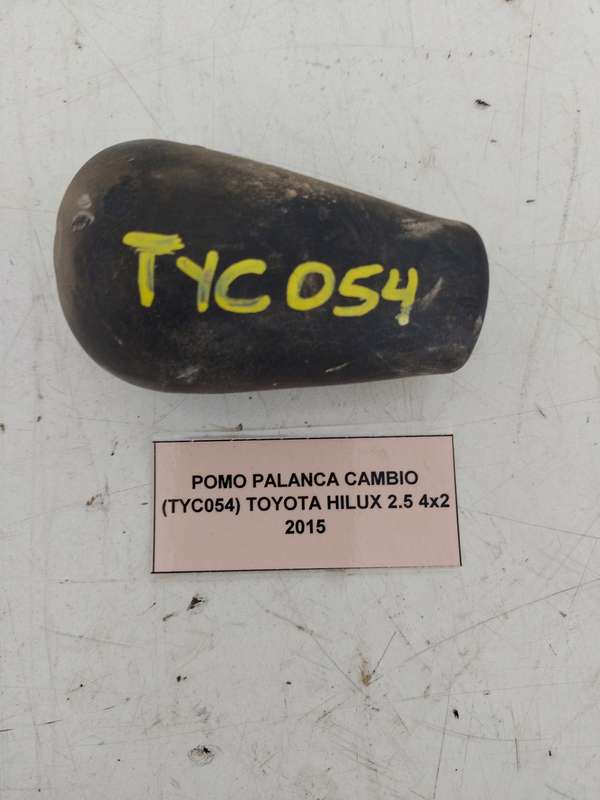 TYC054
POMO PALANCA CAMBIO
(TYC054) TOYOTA HILUX 2.5 4x2
2015